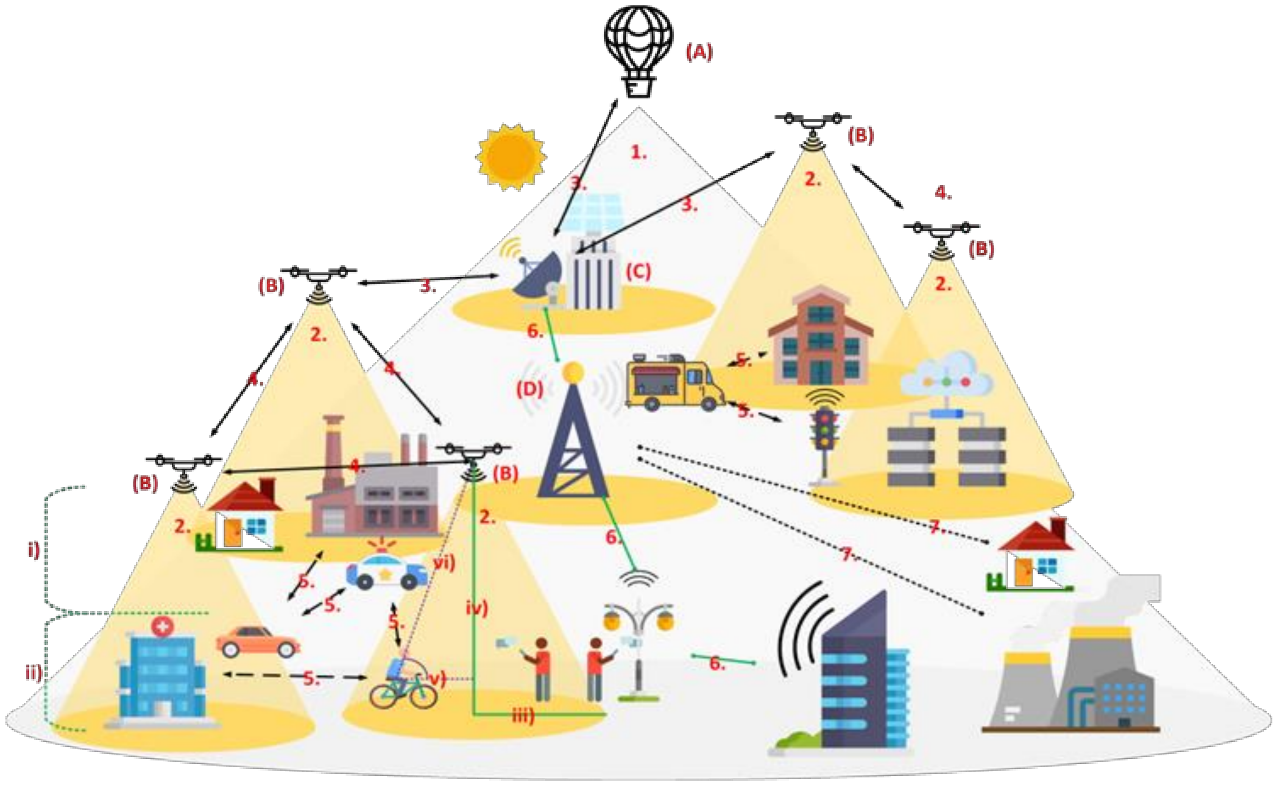 (A)
(B)
1.
3.
2.
4.
3.
(B)
(C)
(B)
3.
2.
6.
2.
5.
4.
(D)
4.
5.
4.
(B)
(B)
2.
2.
7.
i)
6.
7.
vi)
5.
5.
iv)
5.
6.
ii)
5.
v)
iii)